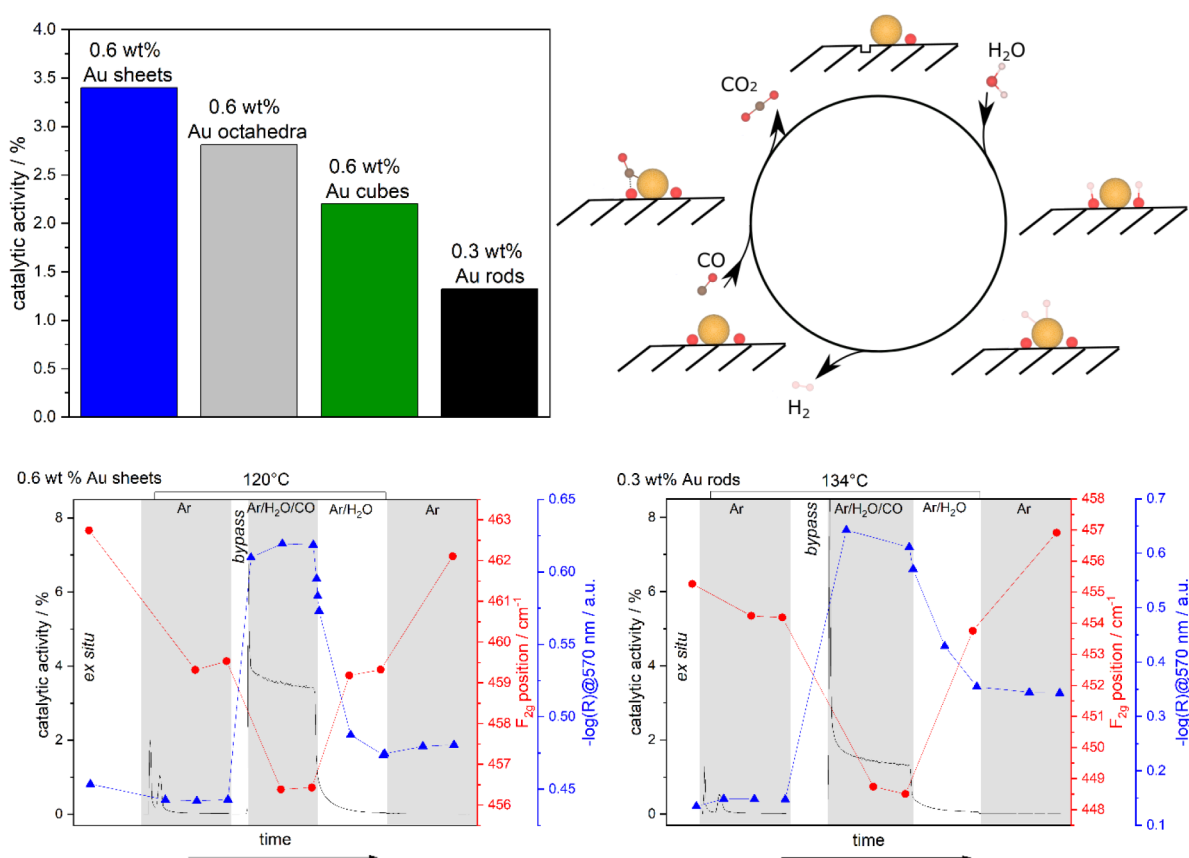 4.0
3.5
3.0
2.5
2.0
1.5
1.0
0.5
0.0
catalytic activity / %
0.6 wt%
Au sheets
0.6 wt%
Au octahedra
0.6 wt%
Au cubes
0.3 wt%
Au rods
H₂O
CO₂
CO
H₂
0.6 wt % Au sheets
120°C
Ar
bypass
Ar/H₂O/CO
Ar/H₂O
Ar
ex situ
8
6
4
2
0
catalytic activity / %
time
463
462
461
460
459
458
457
456
F₂g position / cm⁻¹
0.65
0.60
0.55
0.50
0.45
-log(R)@570 nm / a.u.
0.3 wt% Au rods
134°C
Ar
bypass
Ar/H₂O/CO
Ar/H₂O
Ar
ex situ
8
6
4
2
0
catalytic activity / %
time
458
457
456
455
454
453
452
451
450
449
448
F₂g position / cm⁻¹
0.7
0.6
0.5
0.4
0.3
0.2
0.1
-log(R)@570 nm / a.u.